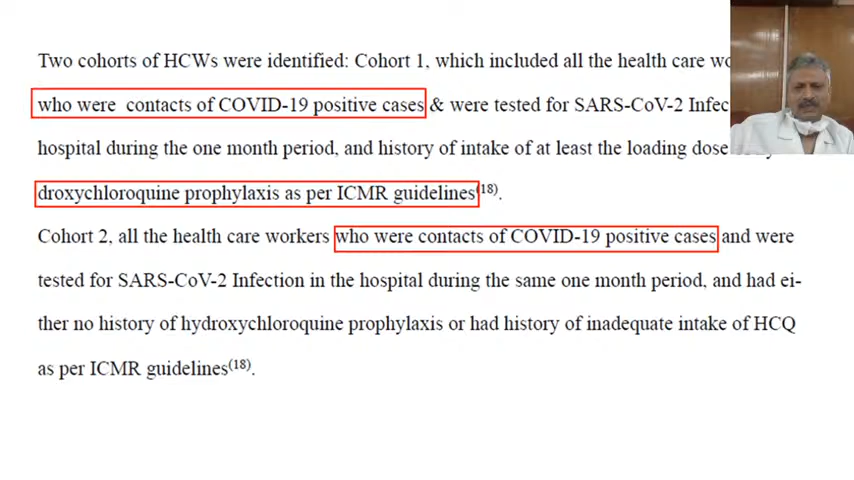 Two cohorts of HCWs were identified: Cohort 1, which included all the health care
who were contacts of COVID-19 positive cases & were tested for SARS-CoV-2
hospital during the one month period, and history of intake of at least the loading dose
droxychloroquine prophylaxis as per ICMR guidelines(18).
Cohort 2, all the health care workers who were contacts of COVID-19 positive cases and were
tested for SARS-CoV-2 Infection in the hospital during the same one month period, and had ei-
ther no history of hydroxychloroquine prophylaxis or had history of inadequate intake of HCQ
as per ICMR guidelines(18).